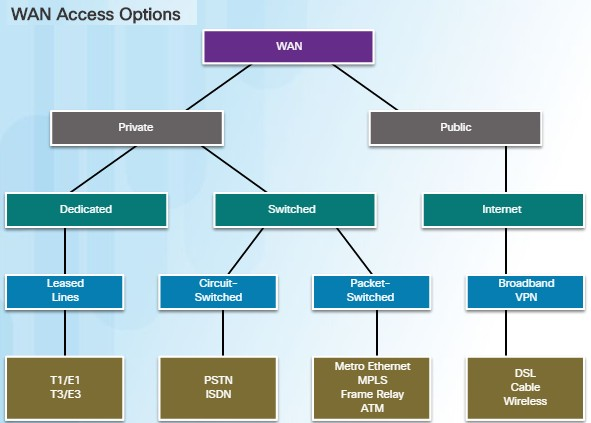 WAN Access Options
WAN
Private
Public
Dedicated
Switched
Internet
Leased
Lines
Circuit-
Switched
Packet-
Switched
Broadband
VPN
T1/E1
T3/E3
PSTN
ISDN
Metro Ethernet
MPLS
Frame Relay
ATM
DSL
Cable
Wireless